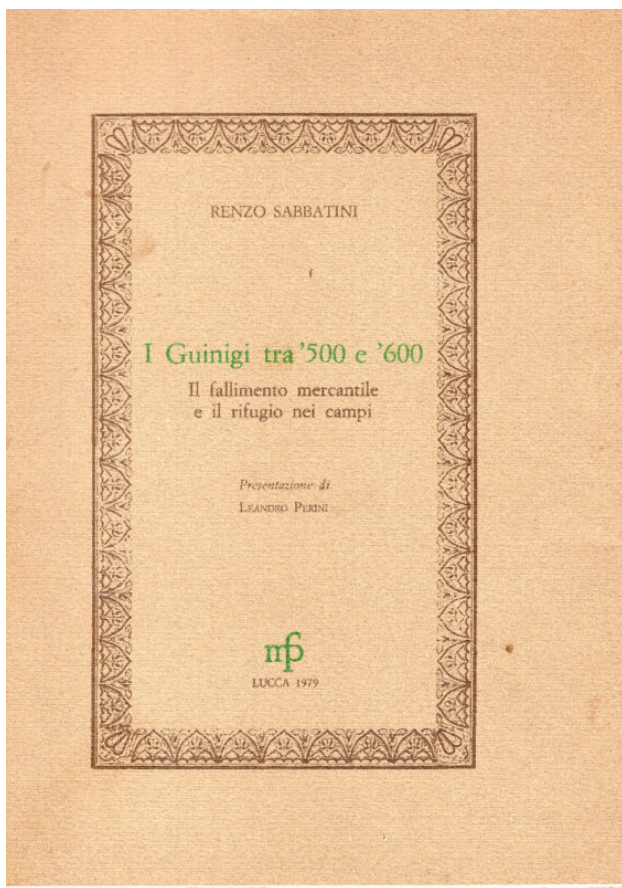 RENZO SABBATINI
I Guinigi tra '500 e '600
Il fallimento mercantile
e il rifugio nei campi
Presentazione di
LEANDRO PERINI
mp
LUCCA 1979